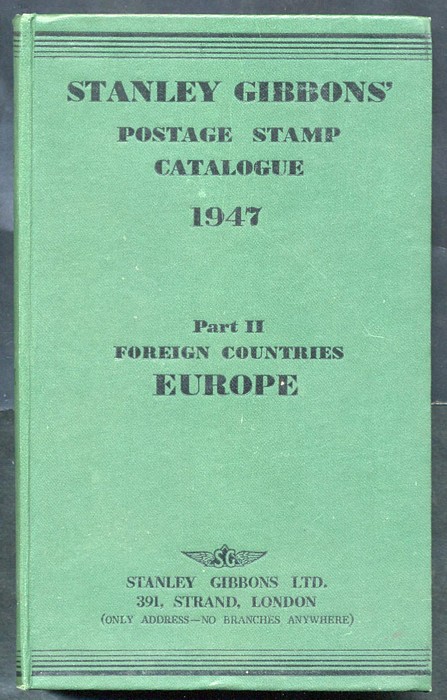 STANLEY GIBBONS'
POSTAGE STAMP
CATALOGUE
1947
Part II
FOREIGN COUNTRIES
EUROPE
SG
STANLEY GIBBONS LTD.
391, STRAND, LONDON
(ONLY ADDRESS—NO BRANCHES ANYWHERE)